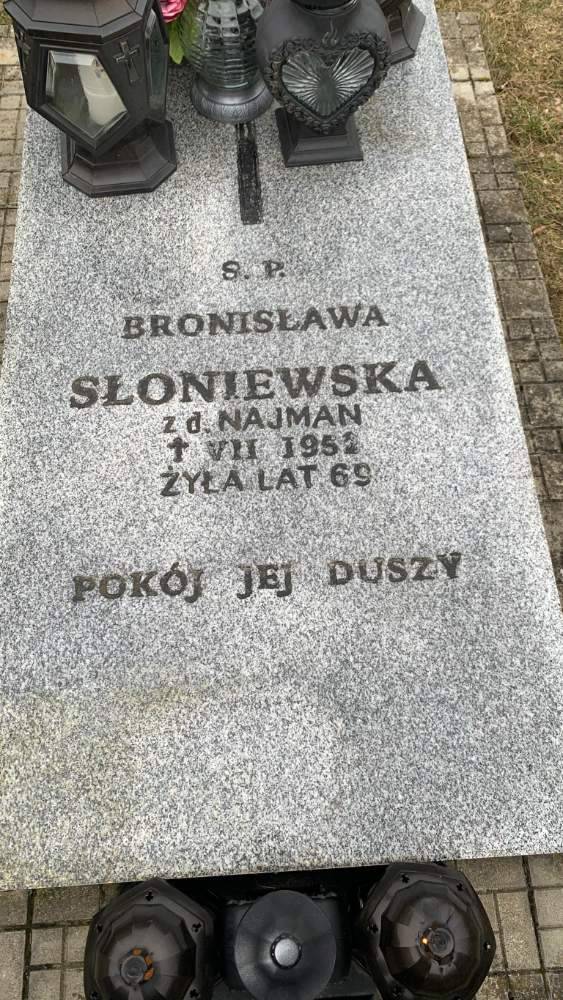 Ś. P.
BRONISŁAWA
SŁONIEWSKA
z d. NAJMAN
✝ VII 1952
ŻYŁA LAT 69
POKÓJ JEJ DUSZY